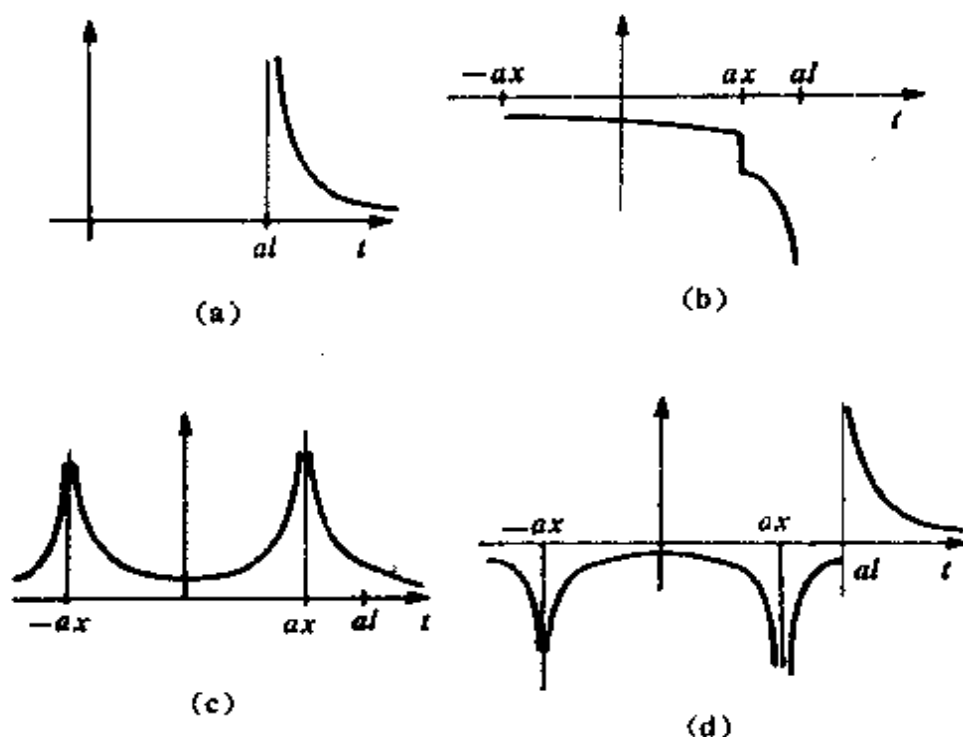 al t
(a)
-ax ax al
t
(b)
-ax ax al t
(c)
-ax ax
al t
(d)